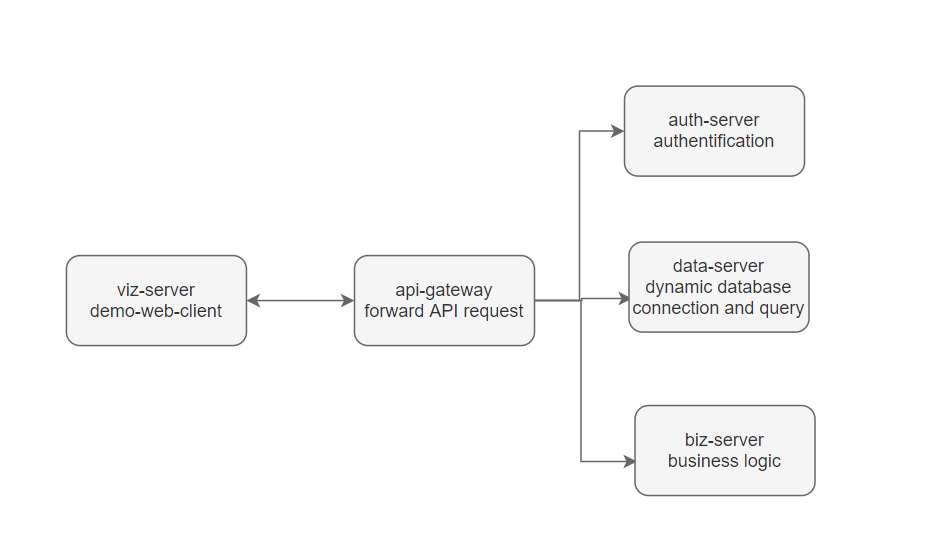 viz-server
demo-web-client
api-gateway
forward API request
auth-server
authentification
data-server
dynamic database
connection and query
biz-server
business logic